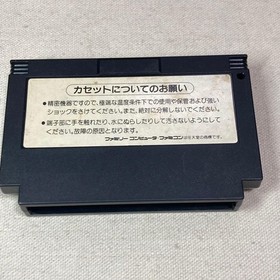 カセットについてのお願い
●精密機器ですので、極端な温度条件下での使用や保管および強い
ショックをさけてください。また、絶対に分解しないでください。
●端子部に手を触れたり、水にぬらしたりして汚さないようにして
ください。故障の原因となります。
ファミリーコンピュータ・ファミコンは任天堂の商標です。